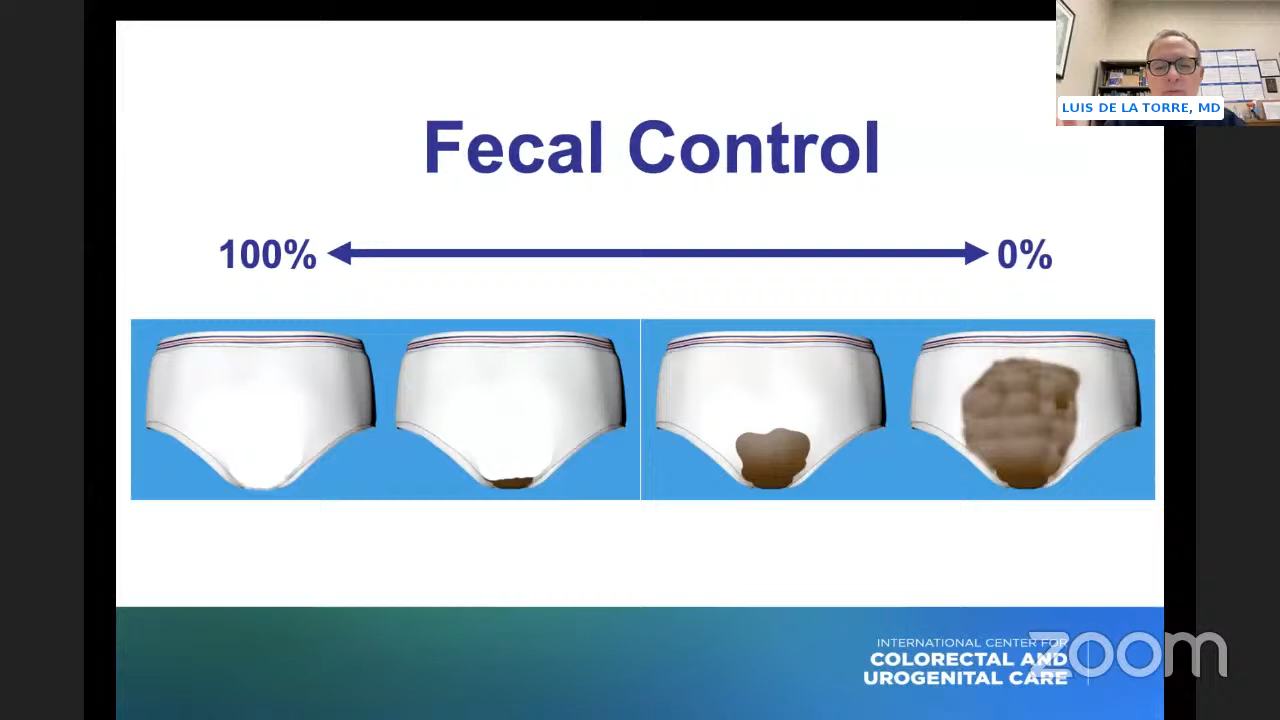 LUIS DE LA TORRE, MD
Fecal Control
100%
0%
INTERNATIONAL CENTER FOR
COLORECTAL AND
UROGENITAL CARE
zoom